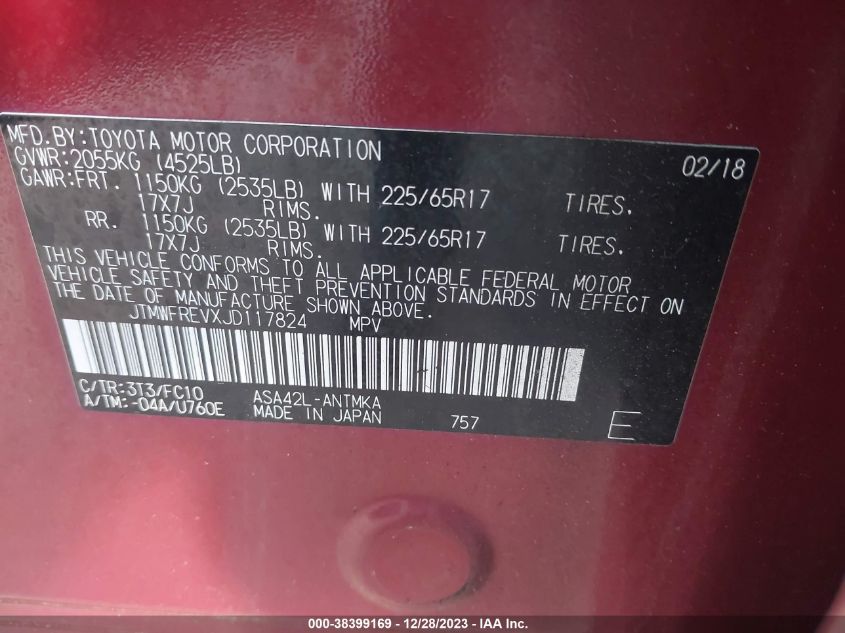 MFD.BY:TOYOTA MOTOR CORPORATION 02/18
GVWR:2055KG (4525LB)
GAWR:FRT. 1150KG (2535LB) WITH 225/65R17 TIRES.
17X7J RIMS.
RR. 1150KG (2535LB) WITH 225/65R17 TIRES.
17X7J RIMS.
THIS VEHICLE CONFORMS TO ALL APPLICABLE FEDERAL MOTOR
VEHICLE SAFETY AND THEFT PREVENTION STANDARDS IN EFFECT ON
THE DATE OF MANUFACTURE SHOWN ABOVE.
JTMWFREVXJD117824 MPV
C/TR:3T3/FC10 ASA42L-ANTMKA
A/TM:-04A/U760E MADE IN JAPAN 757 E
000-38399169 - 12/28/2023 - IAA Inc.